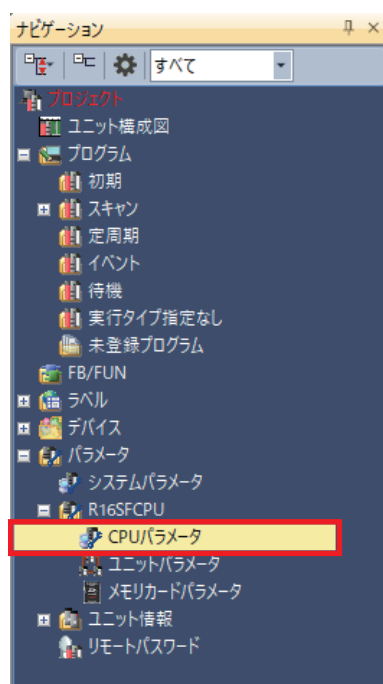 ナビゲーション
すべて
プロジェクト
ユニット構成図
プログラム
初期
スキャン
定周期
イベント
待機
実行タイプ指定なし
未登録プログラム
FB/FUN
ラベル
デバイス
パラメータ
システムパラメータ
R16SFCPU
CPUパラメータ
ユニットパラメータ
メモリカードパラメータ
ユニット情報
リモートパスワード